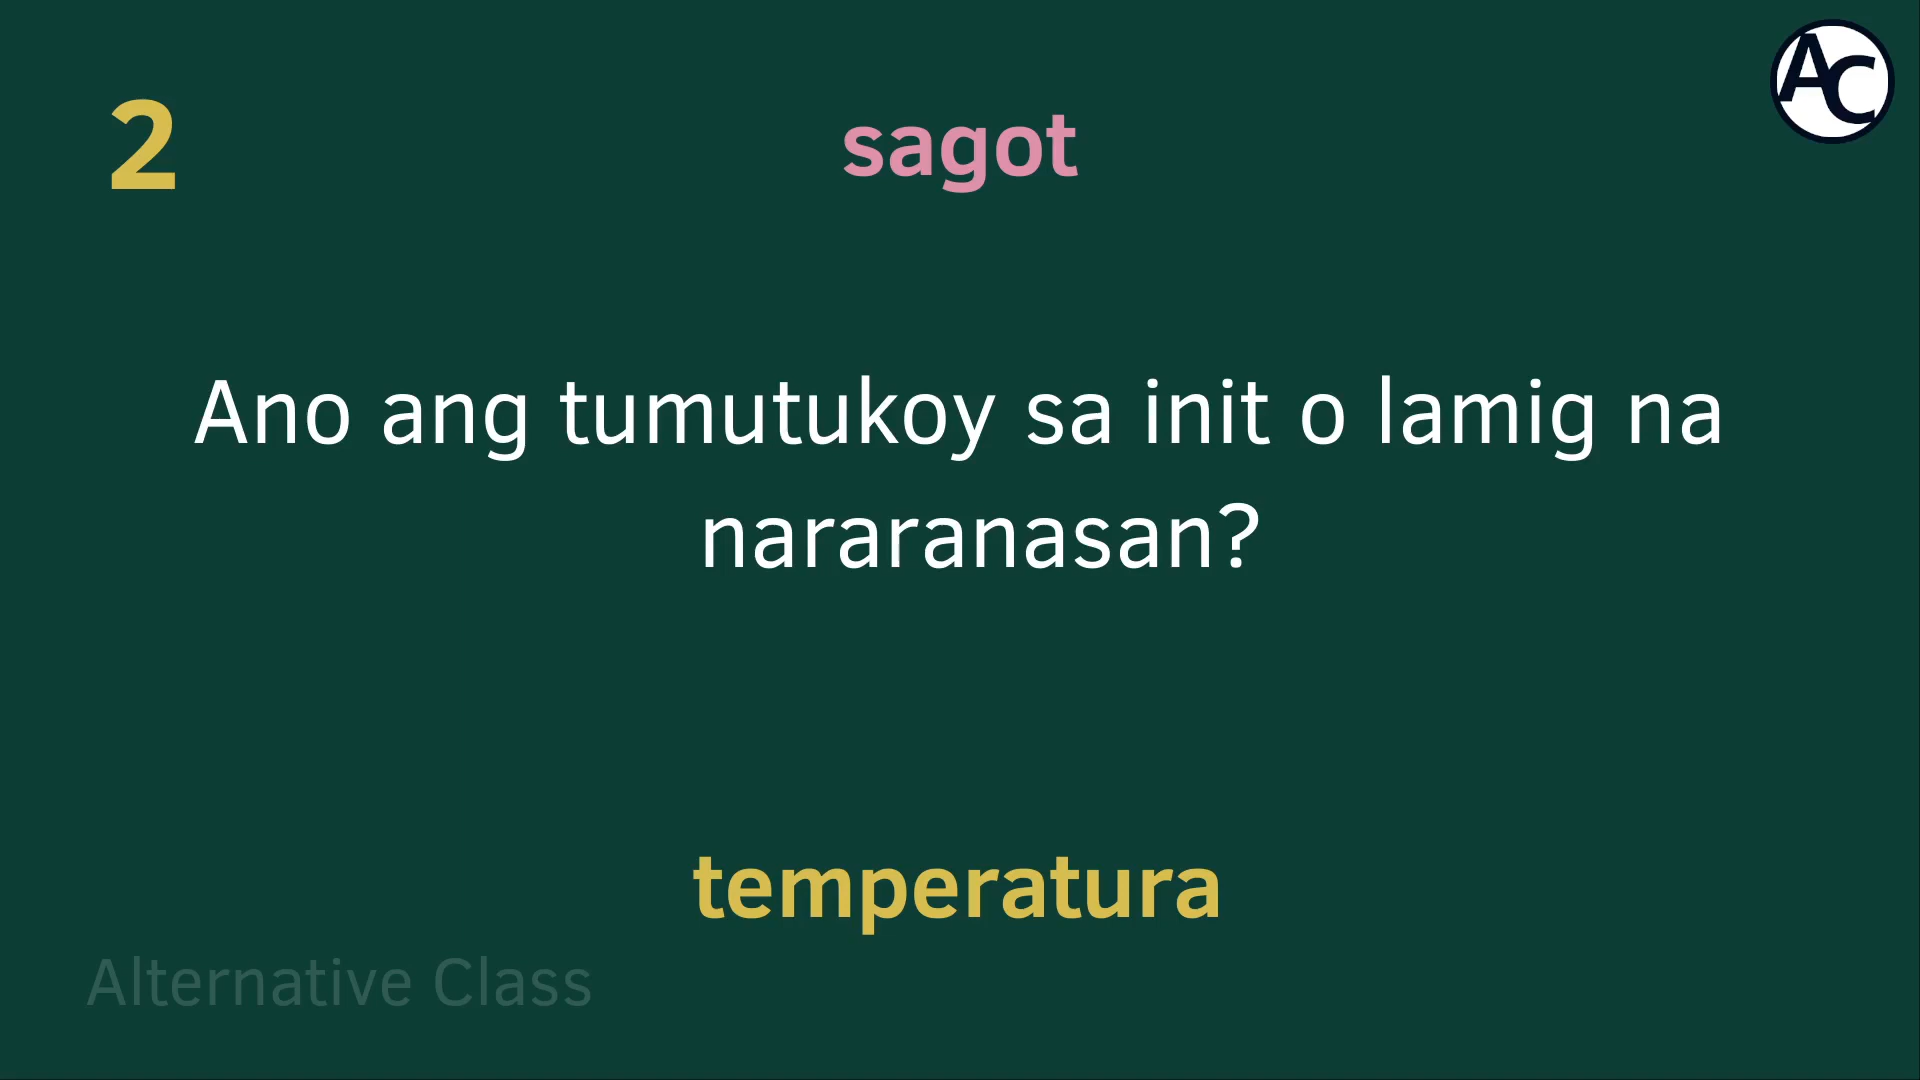 AC
2
sagot
Ano ang tumutukoy sa init o lamig na
nararanasan?
temperatura
Alternative Class